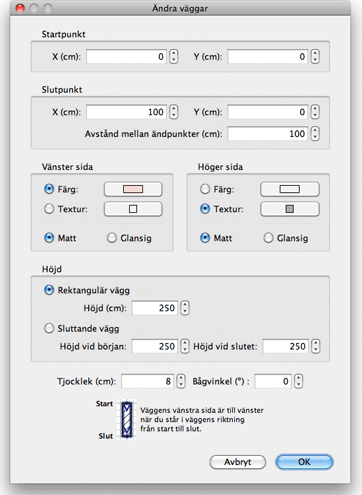 Ändra väggar
Startpunkt
X (cm): 0 Y (cm): 0
Slutpunkt
X (cm): 100 Y (cm): 0
Avstånd mellan ändpunkter (cm): 100
Vänster sida
Färg:
Textur:
Matt Glansig
Höger sida
Färg:
Textur:
Matt Glansig
Höjd
Rektangulär vägg
Höjd (cm): 250
Sluttande vägg
Höjd vid början: 250 Höjd vid slutet: 250
Tjocklek (cm): 8 Bågvinkel (°) : 0
Start
Slut
Väggens vänstra sida är till vänster
när du står i väggens riktning
från start till slut.
Avbryt OK